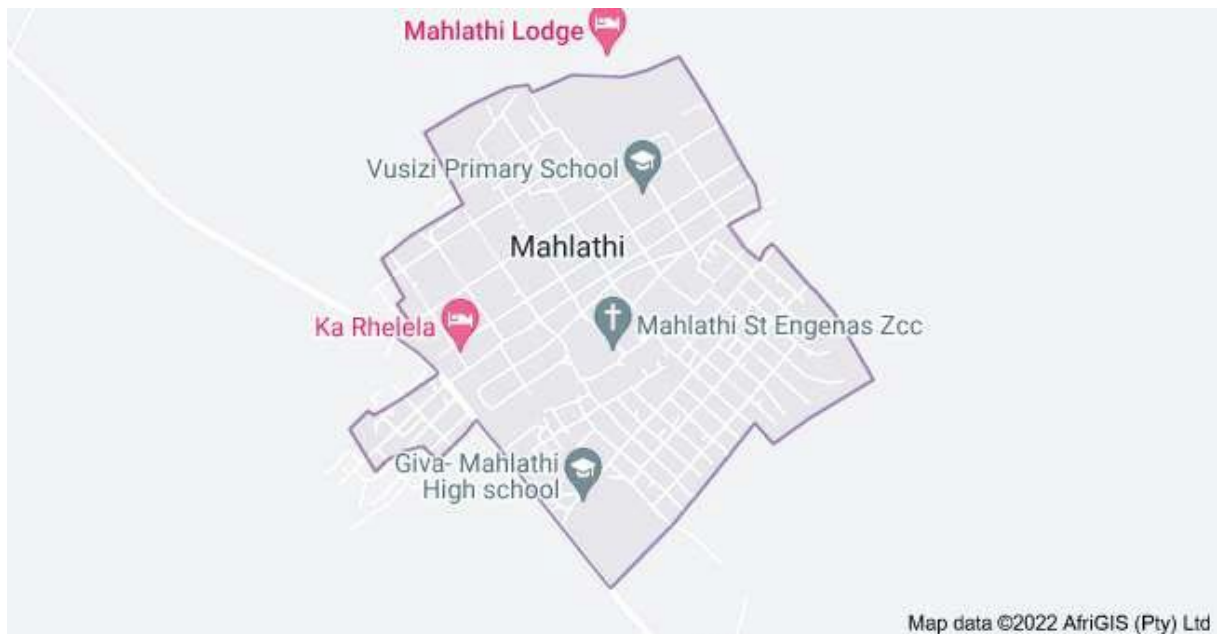 Mahlathi Lodge
Vusizi Primary School
Mahlathi
Ka Rhelela
Mahlathi St Engenas Zcc
Giva- Mahlathi
High school
Map data ©2022 AfriGIS (Pty) Ltd